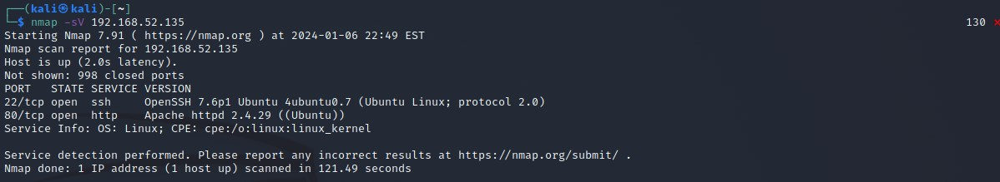 ┌──(kali㉿kali)-[~]
└─$ nmap -sV 192.168.52.135 130 ⨯
Starting Nmap 7.91 ( https://nmap.org ) at 2024-01-06 22:49 EST
Nmap scan report for 192.168.52.135
Host is up (2.0s latency).
Not shown: 998 closed ports
PORT   STATE SERVICE VERSION
22/tcp open  ssh     OpenSSH 7.6p1 Ubuntu 4ubuntu0.7 (Ubuntu Linux; protocol 2.0)
80/tcp open  http    Apache httpd 2.4.29 ((Ubuntu))
Service Info: OS: Linux; CPE: cpe:/o:linux:linux_kernel

Service detection performed. Please report any incorrect results at https://nmap.org/submit/ .
Nmap done: 1 IP address (1 host up) scanned in 121.49 seconds